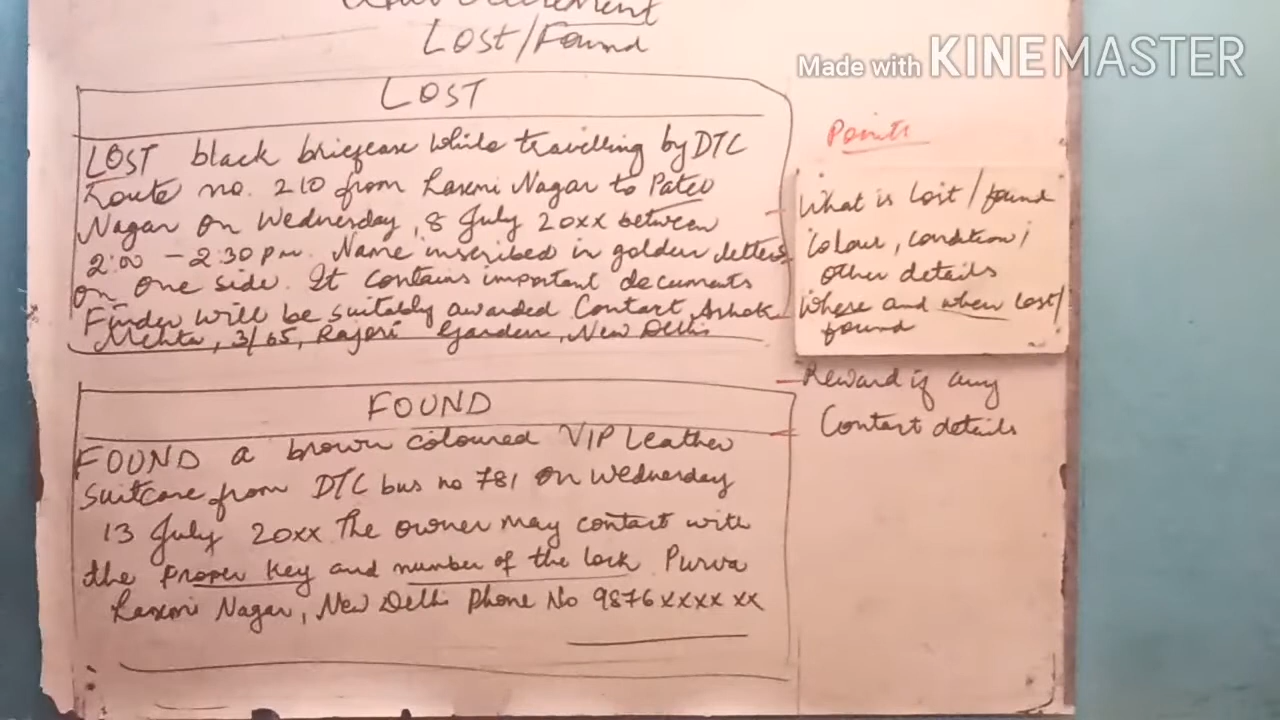 Lost/Found
Made with KINEMASTER
LOST
LOST black briefcase while travelling by DTC
Route no. 210 from Laxmi Nagar to Patel
Nagar on Wednesday, 8 July 20xx between
2:00 - 2.30 pm. Name inscribed in golden letters
on one side. It contains important documents
Finder will be suitably awarded Contact Ashok
Mehta, 3/65, Rajori Garden, New Delhi
FOUND
FOUND a brown coloured VIP Leather
Suitcase from DTC bus no 781 on Wednesday
13 July 20xx The owner may contact with
the Proper key and number of the lock Purva
Laxmi Nagar, New Delhi Phone No 9876xxxx xx
Points
What is lost/found
Colour, condition,
other details
Where and when lost/
found
Reward if any
Contact details